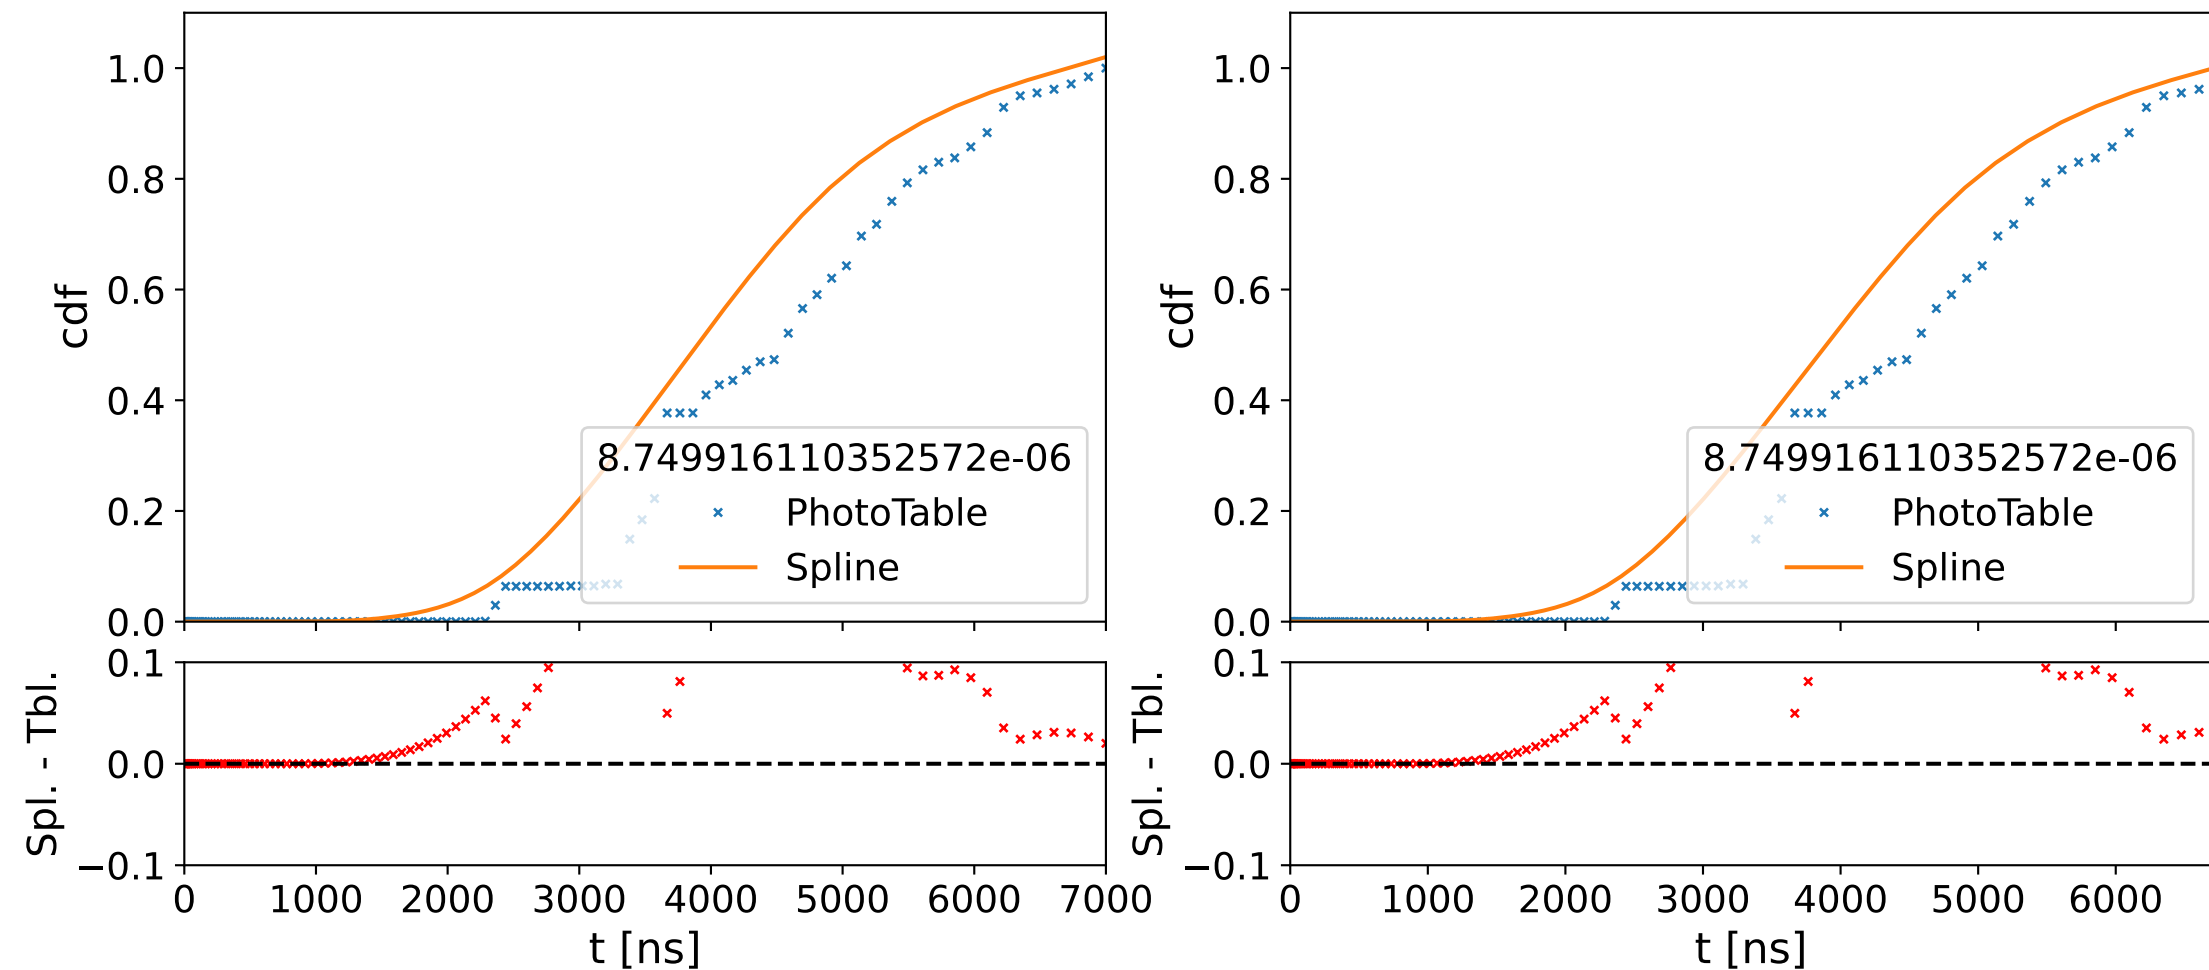 1.0
0.8
0.6
0.4
0.2
0.0
cdf
8.749916110352572e-06
PhotoTable
Spline
0.1
0.0
−0.1
Spl. - Tbl.
0 1000 2000 3000 4000 5000 6000 7000
t [ns]
1.0
0.8
0.6
0.4
0.2
0.0
cdf
8.749916110352572e-06
PhotoTable
Spline
0.1
0.0
−0.1
Spl. - Tbl.
0 1000 2000 3000 4000 5000 6000
t [ns]